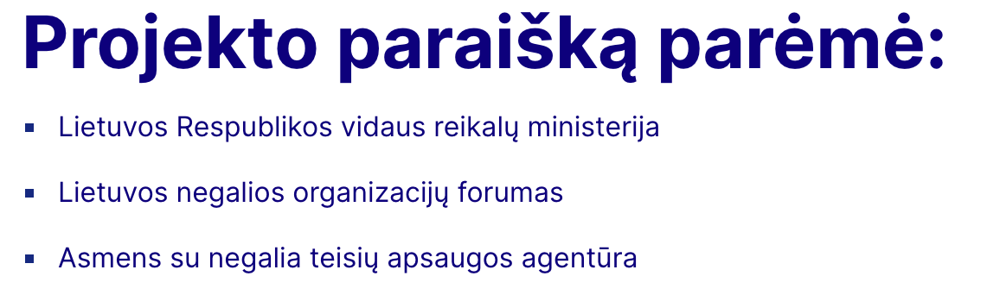 Projekto paraišką parėmė:
▪ Lietuvos Respublikos vidaus reikalų ministerija
▪ Lietuvos negalios organizacijų forumas
▪ Asmens su negalia teisių apsaugos agentūra